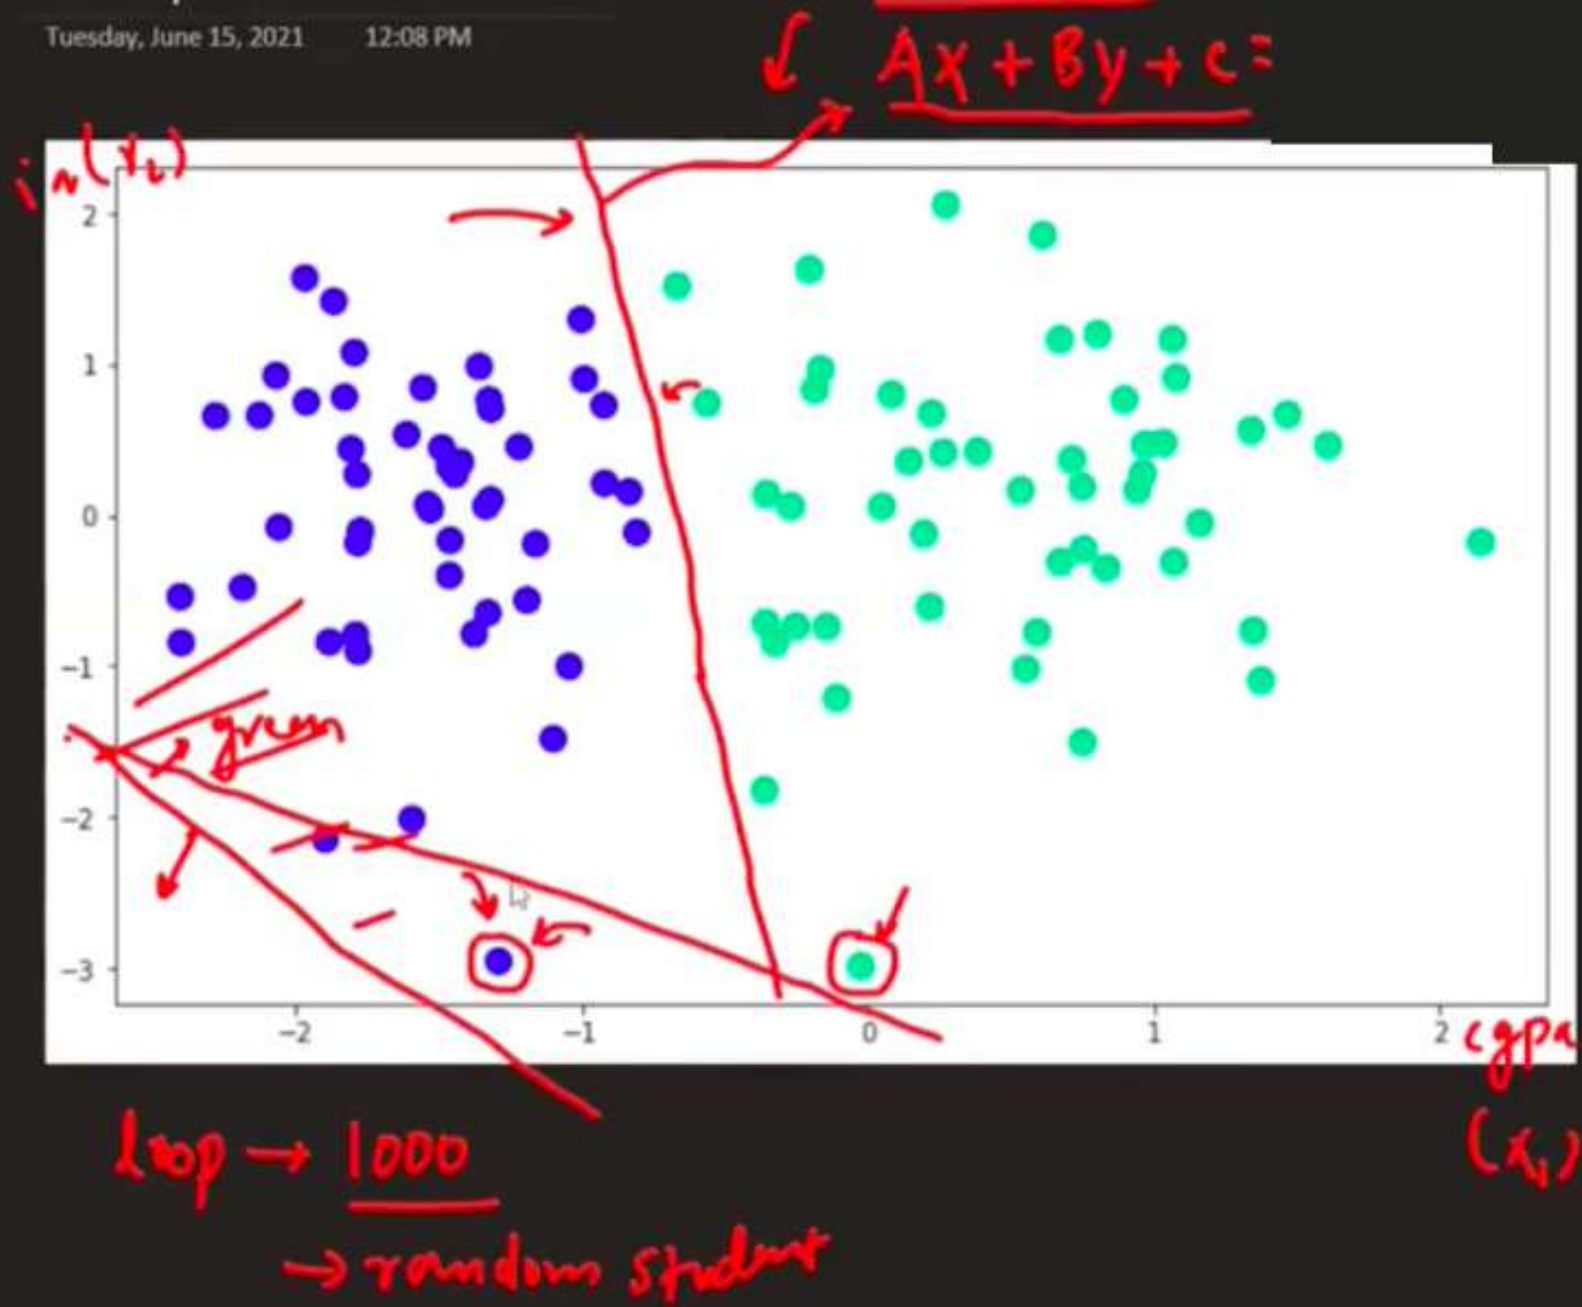 Tuesday, June 15, 2021 12:08 PM
Ax + By + c =
2
1
0
−1
green
−2
−3
−2 −1 0 1 2 cgpa
(x₁)
loop → 1000
→ random student